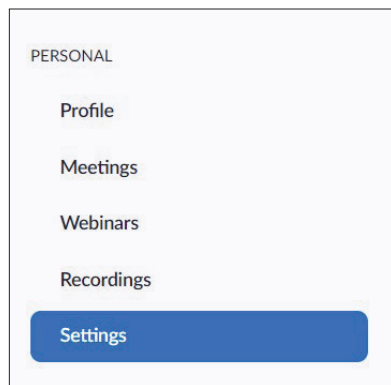 PERSONAL
Profile
Meetings
Webinars
Recordings
Settings